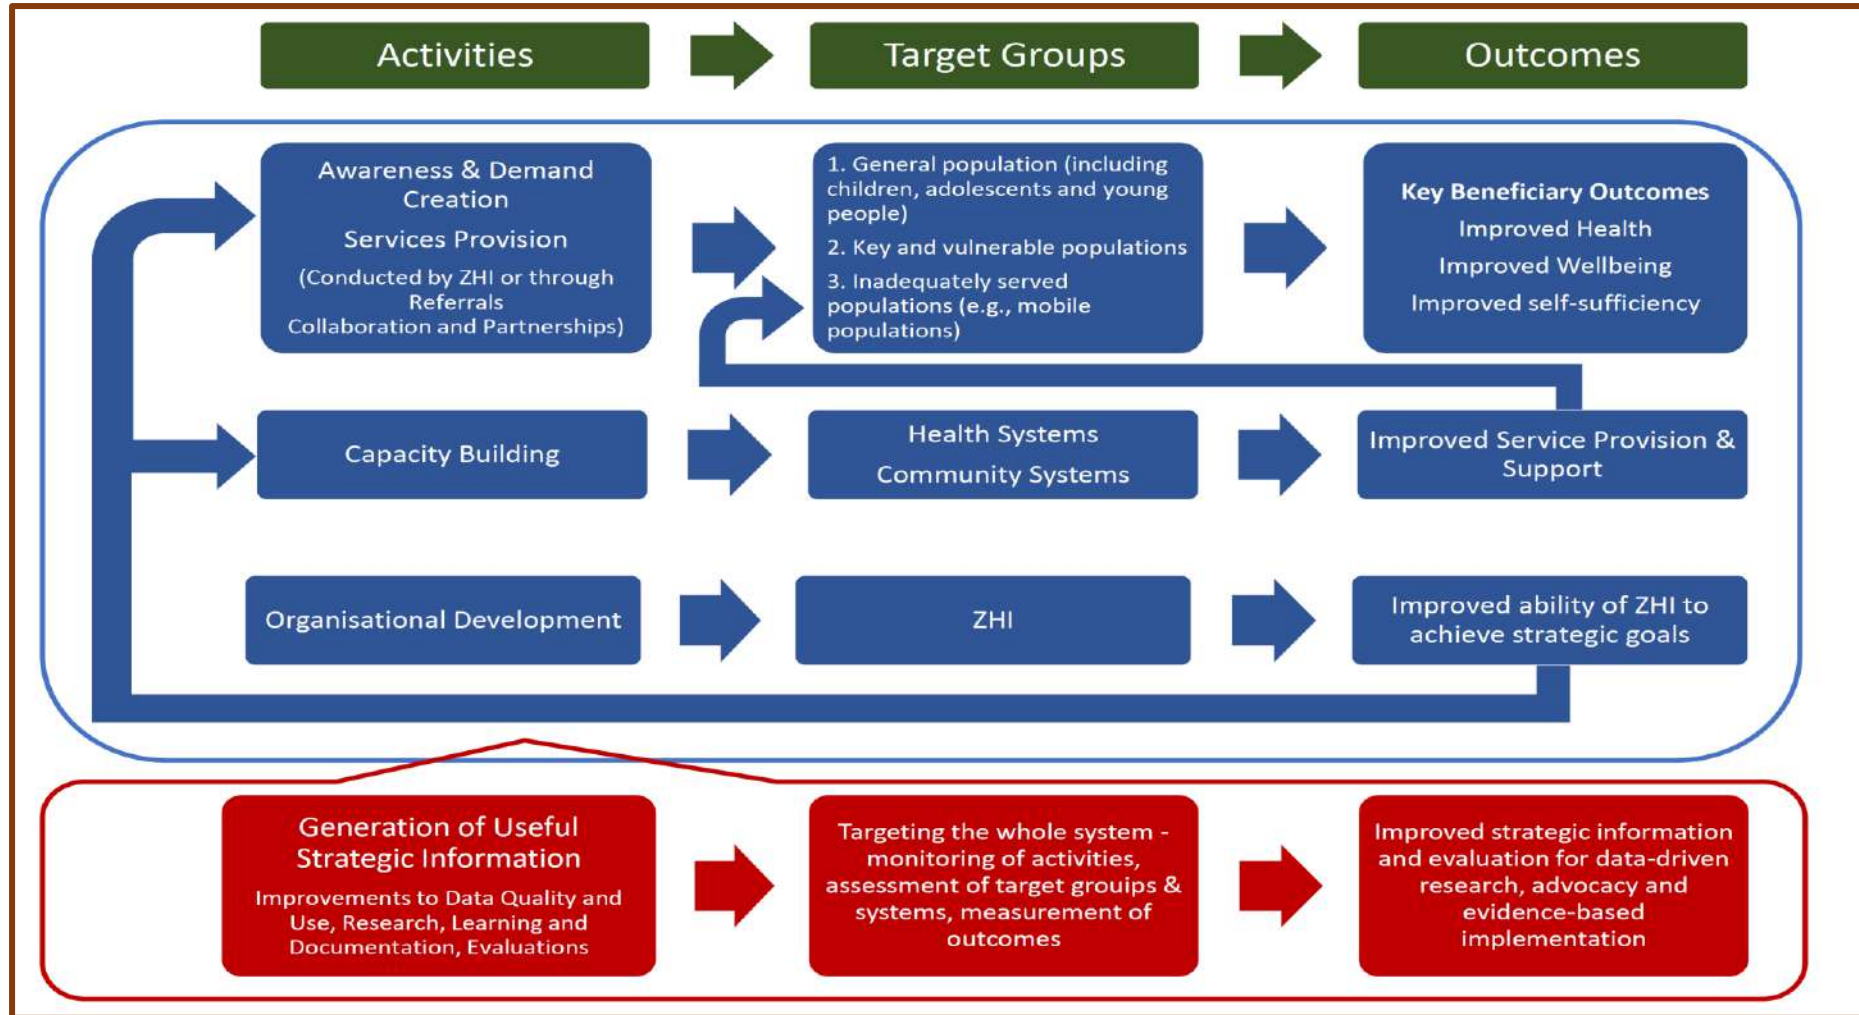 Activities
Target Groups
Outcomes
Awareness & Demand
Creation
Services Provision
(Conducted by ZHI or through
Referrals
Collaboration and Partnerships)
1. General population (including
children, adolescents and young
people)
2. Key and vulnerable populations
3. Inadequately served
populations (e.g., mobile
populations)
Key Beneficiary Outcomes
Improved Health
Improved Wellbeing
Improved self-sufficiency
Capacity Building
Health Systems
Community Systems
Improved Service Provision &
Support
Organisational Development
ZHI
Improved ability of ZHI to
achieve strategic goals
Generation of Useful
Strategic Information
Improvements to Data Quality and
Use, Research, Learning and
Documentation, Evaluations
Targeting the whole system -
monitoring of activities,
assessment of target groiups &
systems, measurement of
outcomes
Improved strategic information
and evaluation for data-driven
research, advocacy and
evidence-based
implementation